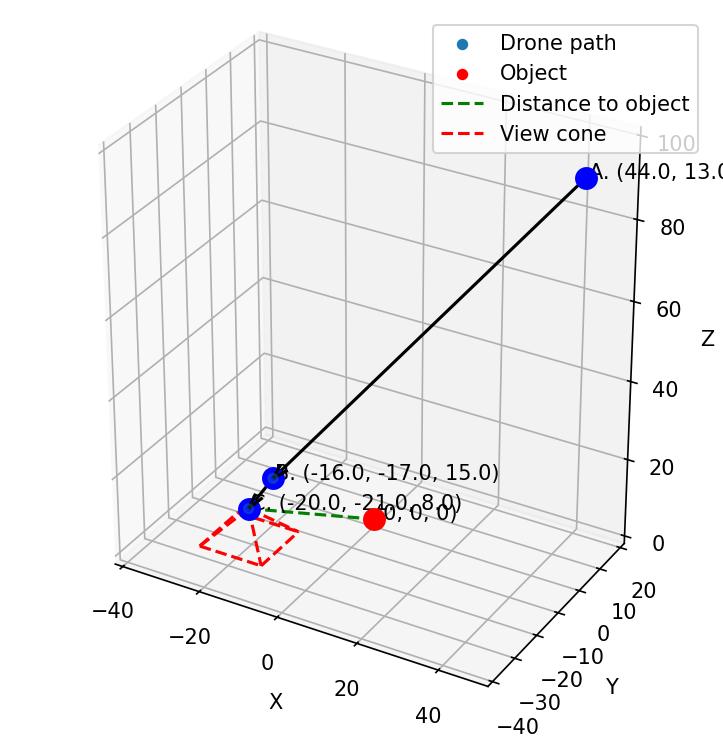 Drone path
Object
Distance to object
View cone
100
A. (44.0, 13.0
80
60
Z
40
20
B. (-16.0, -17.0, 15.0)
C. (-20.0, -21.0, 8.0)
0, 0, 0)
0
20
10
0
−10
−20
−30
−40
Y
−40
−20
0
20
40
X